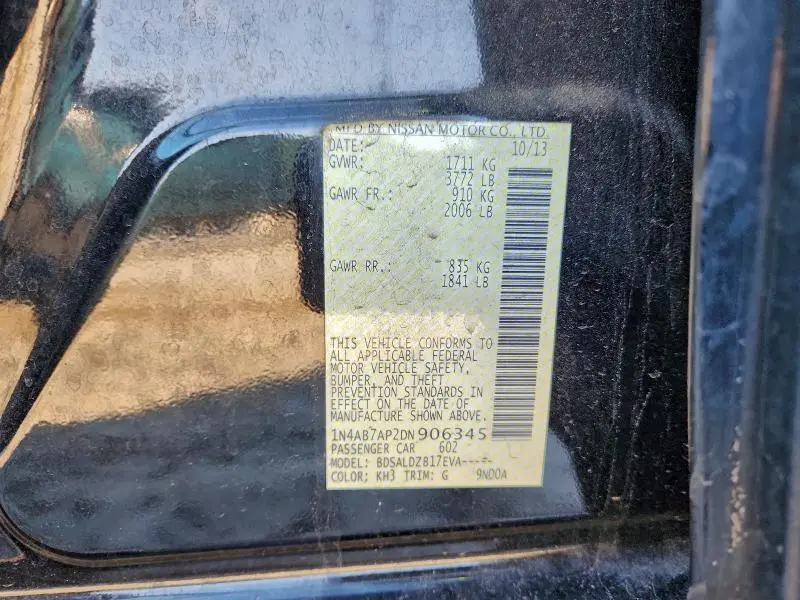 MFD BY NISSAN MOTOR CO., LTD.
DATE: 10/13
GVWR: 1711 KG
3772 LB
GAWR FR.: 910 KG
2006 LB
GAWR RR.: 835 KG
1841 LB
THIS VEHICLE CONFORMS TO
ALL APPLICABLE FEDERAL
MOTOR VEHICLE SAFETY,
BUMPER, AND THEFT
PREVENTION STANDARDS IN
EFFECT ON THE DATE OF
MANUFACTURE SHOWN ABOVE.
1N4AB7AP2DN 906345
PASSENGER CAR 602
MODEL: BDSALDZB17EVA-----
COLOR; KH3 TRIM: G 9ND0A